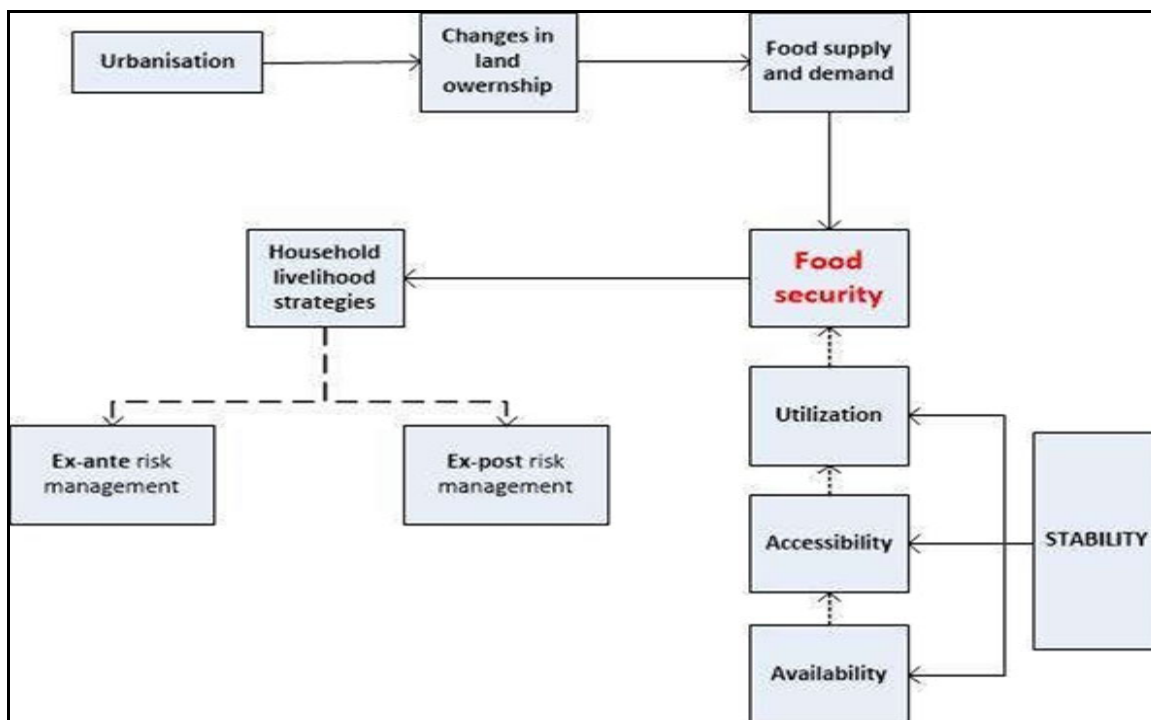 Urbanisation
Changes in
land
owernship
Food supply
and demand
Household
livelihood
strategies
Food
security
Utilization
Ex-ante risk
management
Ex-post risk
management
Accessibility
STABILITY
Availability